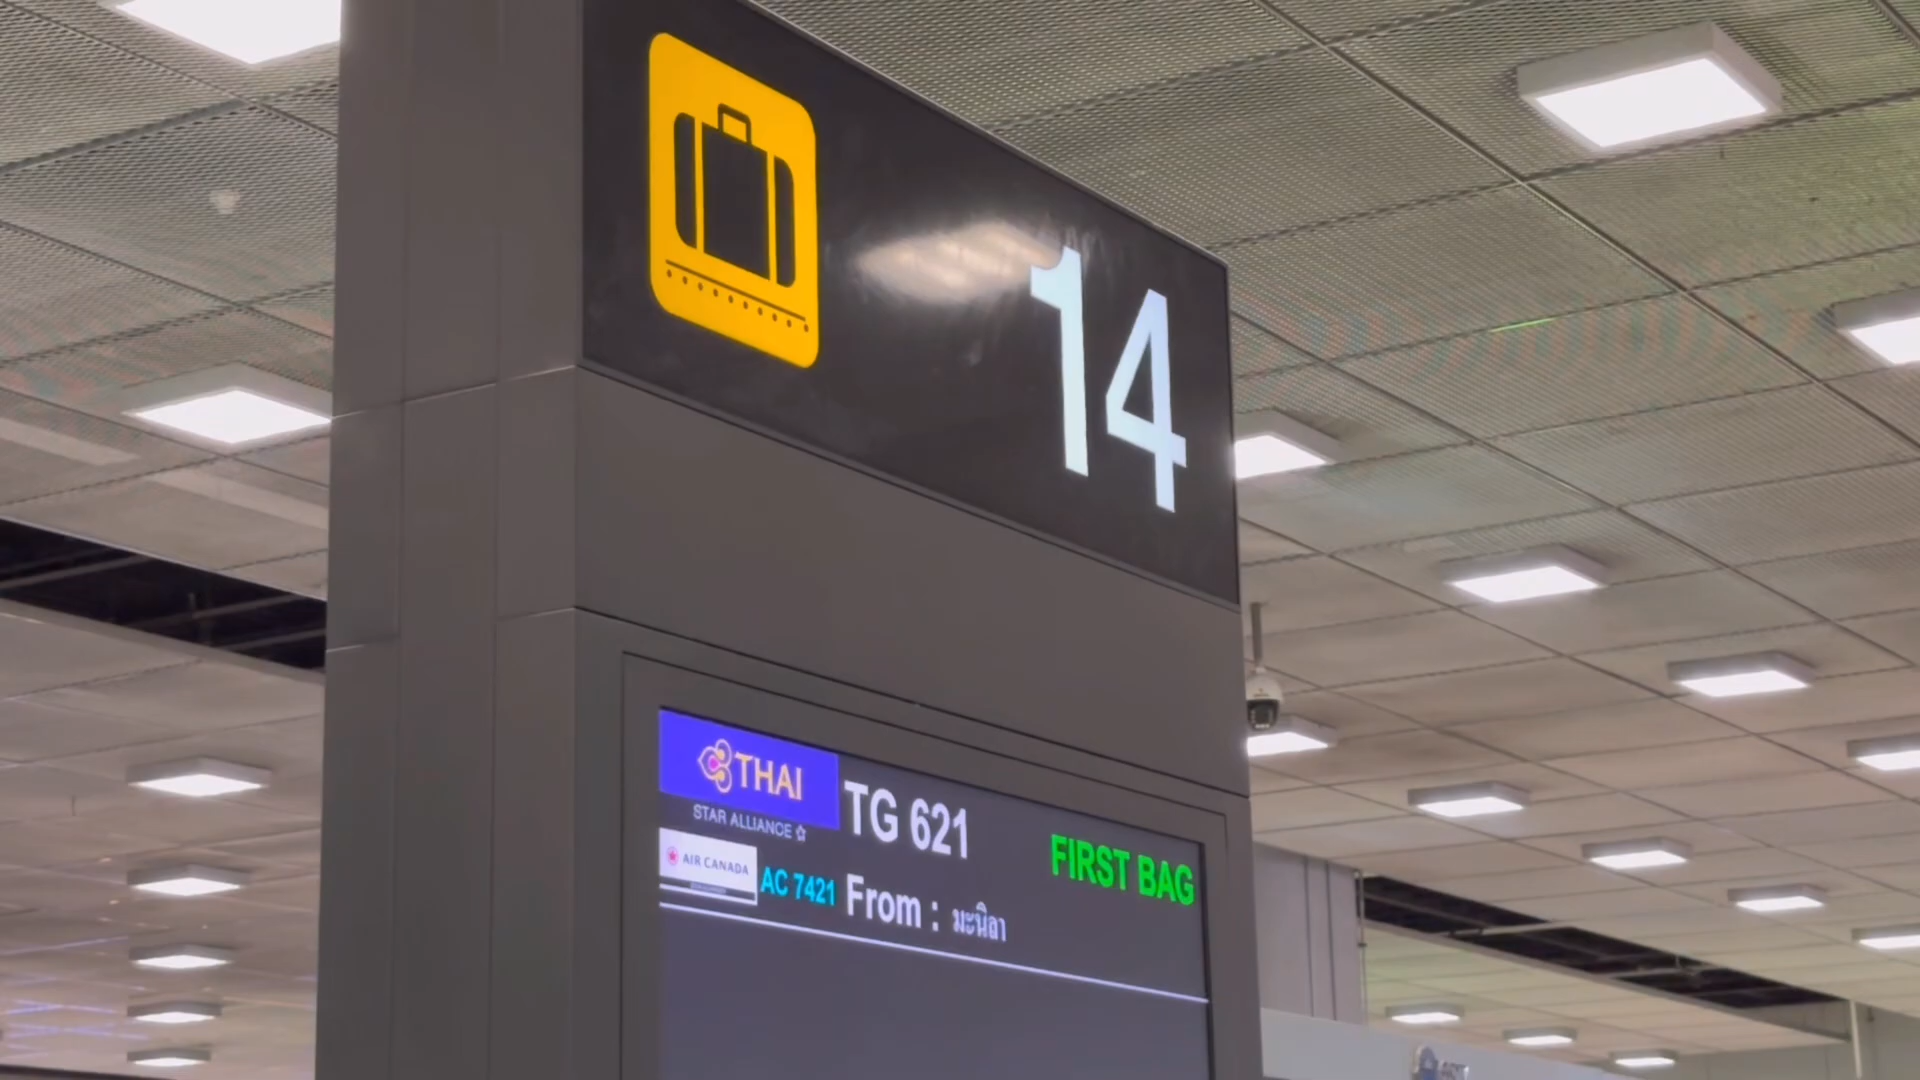 14
THAI
STAR ALLIANCE
TG 621
FIRST BAG
AIR CANADA
AC 7421
From : มะนิลา